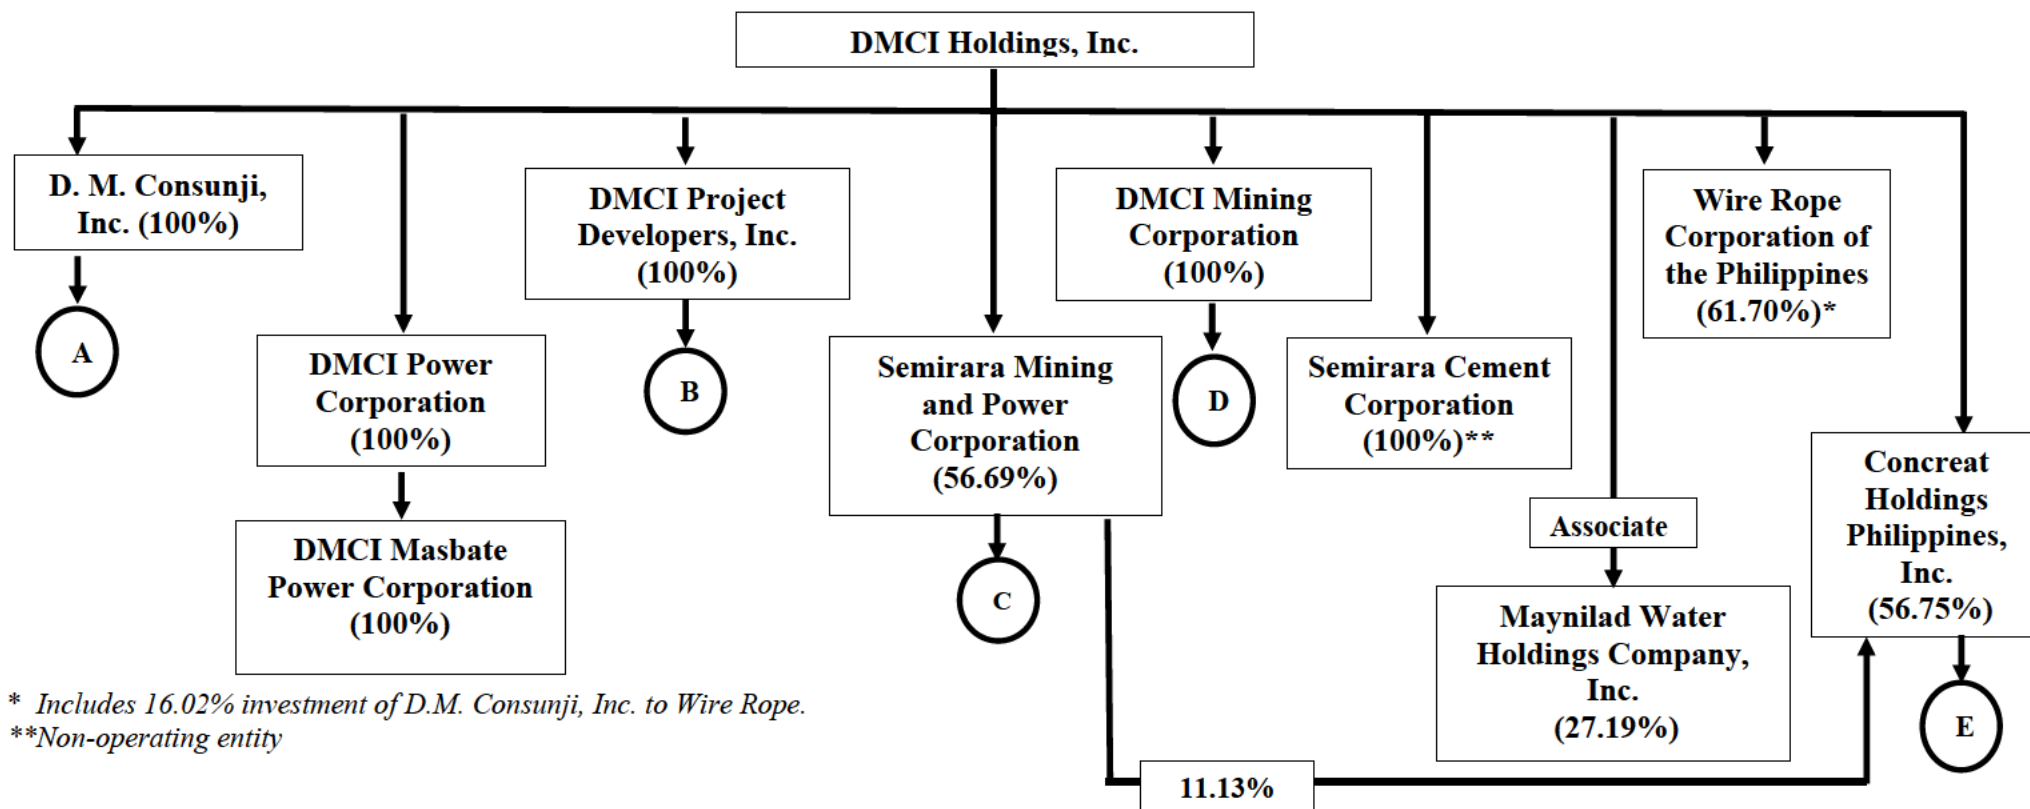 DMCI Holdings, Inc.
D. M. Consunji,
Inc. (100%)
A
DMCI Power
Corporation
(100%)
DMCI Masbate
Power Corporation
(100%)
DMCI Project
Developers, Inc.
(100%)
B
Semirara Mining
and Power
Corporation
(56.69%)
C
DMCI Mining
Corporation
(100%)
D
Semirara Cement
Corporation
(100%)**
Associate
Maynilad Water
Holdings Company,
Inc.
(27.19%)
Wire Rope
Corporation of
the Philippines
(61.70%)*
Concreat
Holdings
Philippines,
Inc.
(56.75%)
E
11.13%
* Includes 16.02% investment of D.M. Consunji, Inc. to Wire Rope.
**Non-operating entity